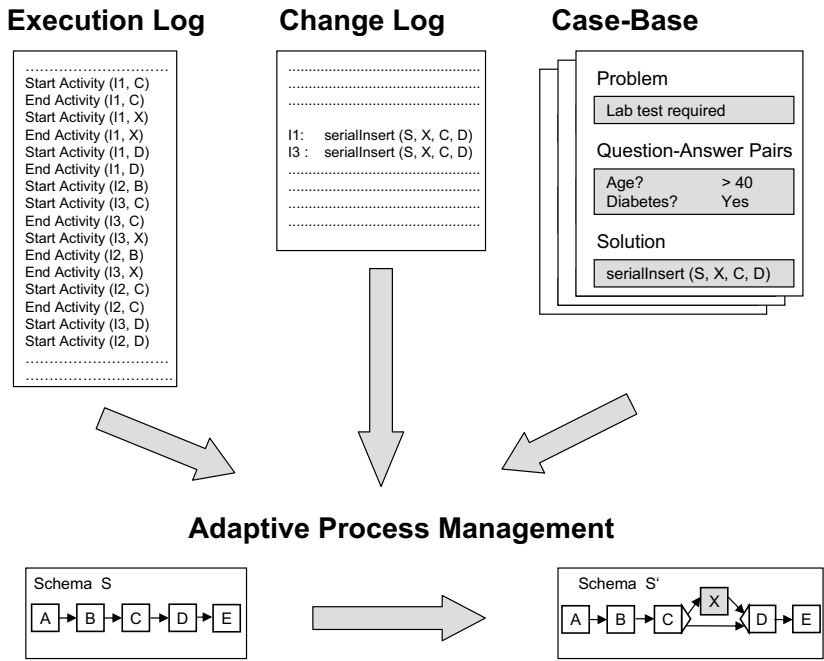 Execution Log
Change Log
Case-Base
................................
Start Activity (I1, C)
End Activity (I1, C)
Start Activity (I1, X)
End Activity (I1, X)
Start Activity (I1, D)
End Activity (I1, D)
Start Activity (I2, B)
Start Activity (I3, C)
End Activity (I3, C)
Start Activity (I3, X)
End Activity (I2, B)
End Activity (I3, X)
Start Activity (I2, C)
End Activity (I2, C)
Start Activity (I3, D)
Start Activity (I2, D)
................................
.................................
...............................................
...............................................
...............................................
I1: serialInsert (S, X, C, D)
I3 : serialInsert (S, X, C, D)
...............................................
...............................................
...............................................
...............................................
Problem
Lab test required
Question-Answer Pairs
Age? > 40
Diabetes? Yes
Solution
serialInsert (S, X, C, D)
Adaptive Process Management
Schema S
A B C D E
Schema S‘
X
A B C D E